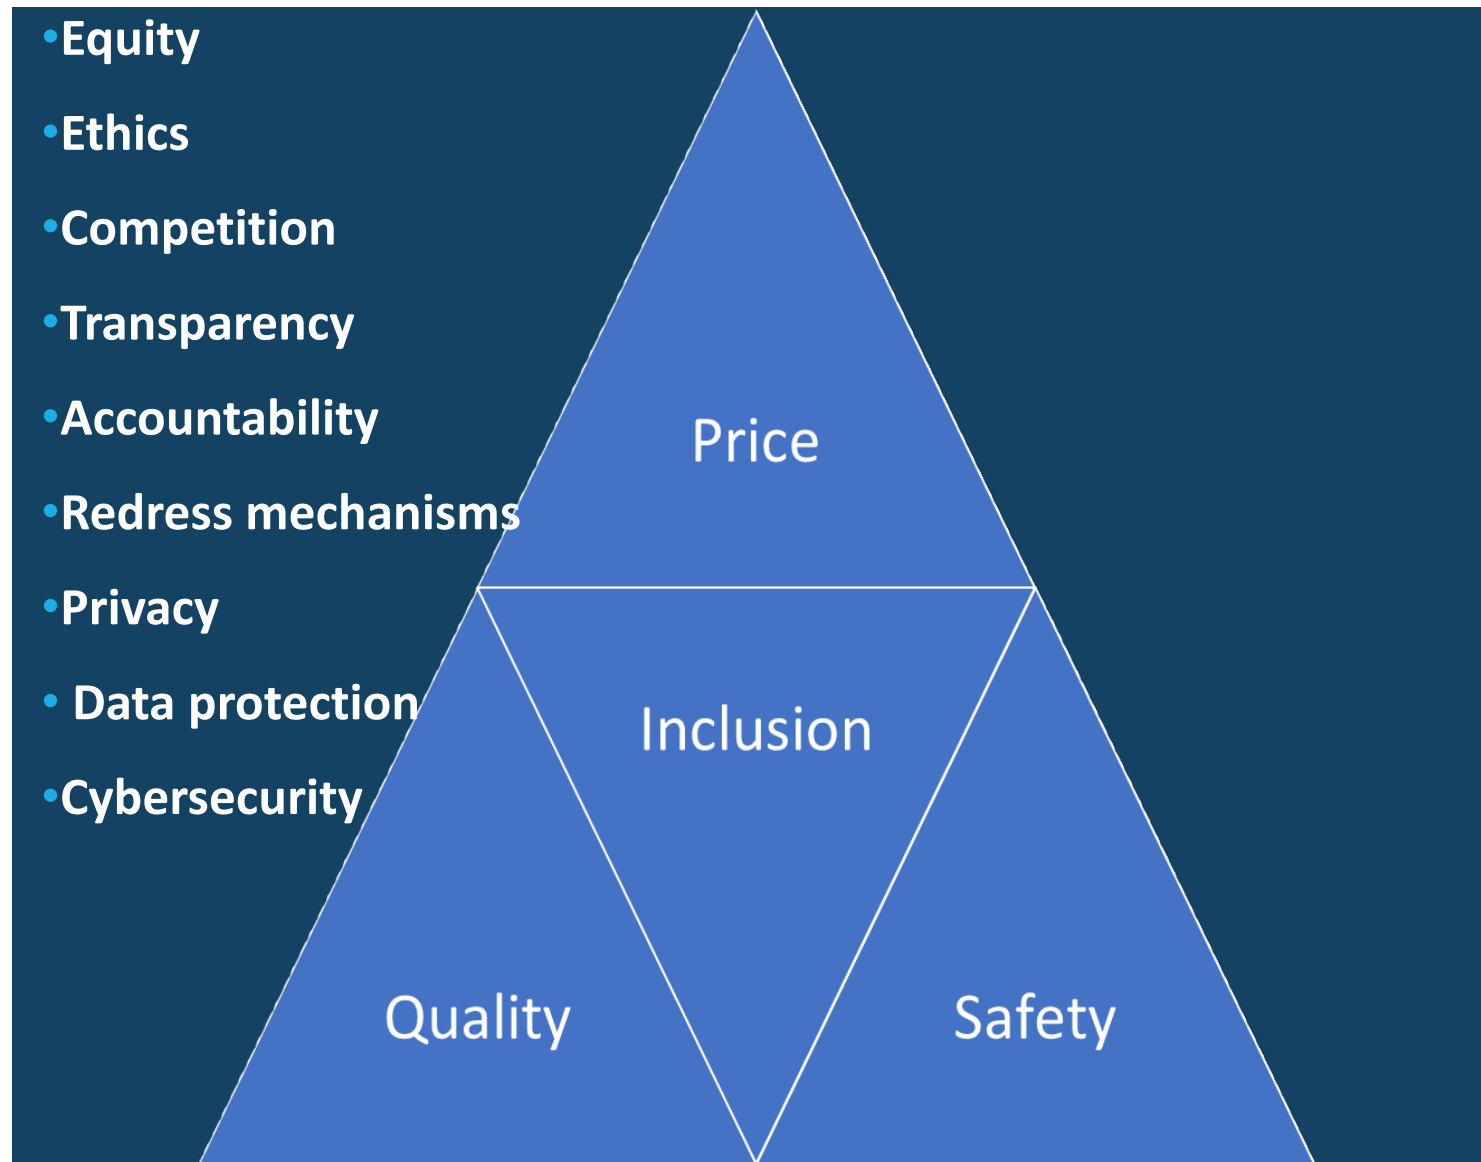 •Equity
•Ethics
•Competition
•Transparency
•Accountability
•Redress mechanisms
•Privacy
• Data protection
•Cybersecurity
Price
Inclusion
Quality
Safety